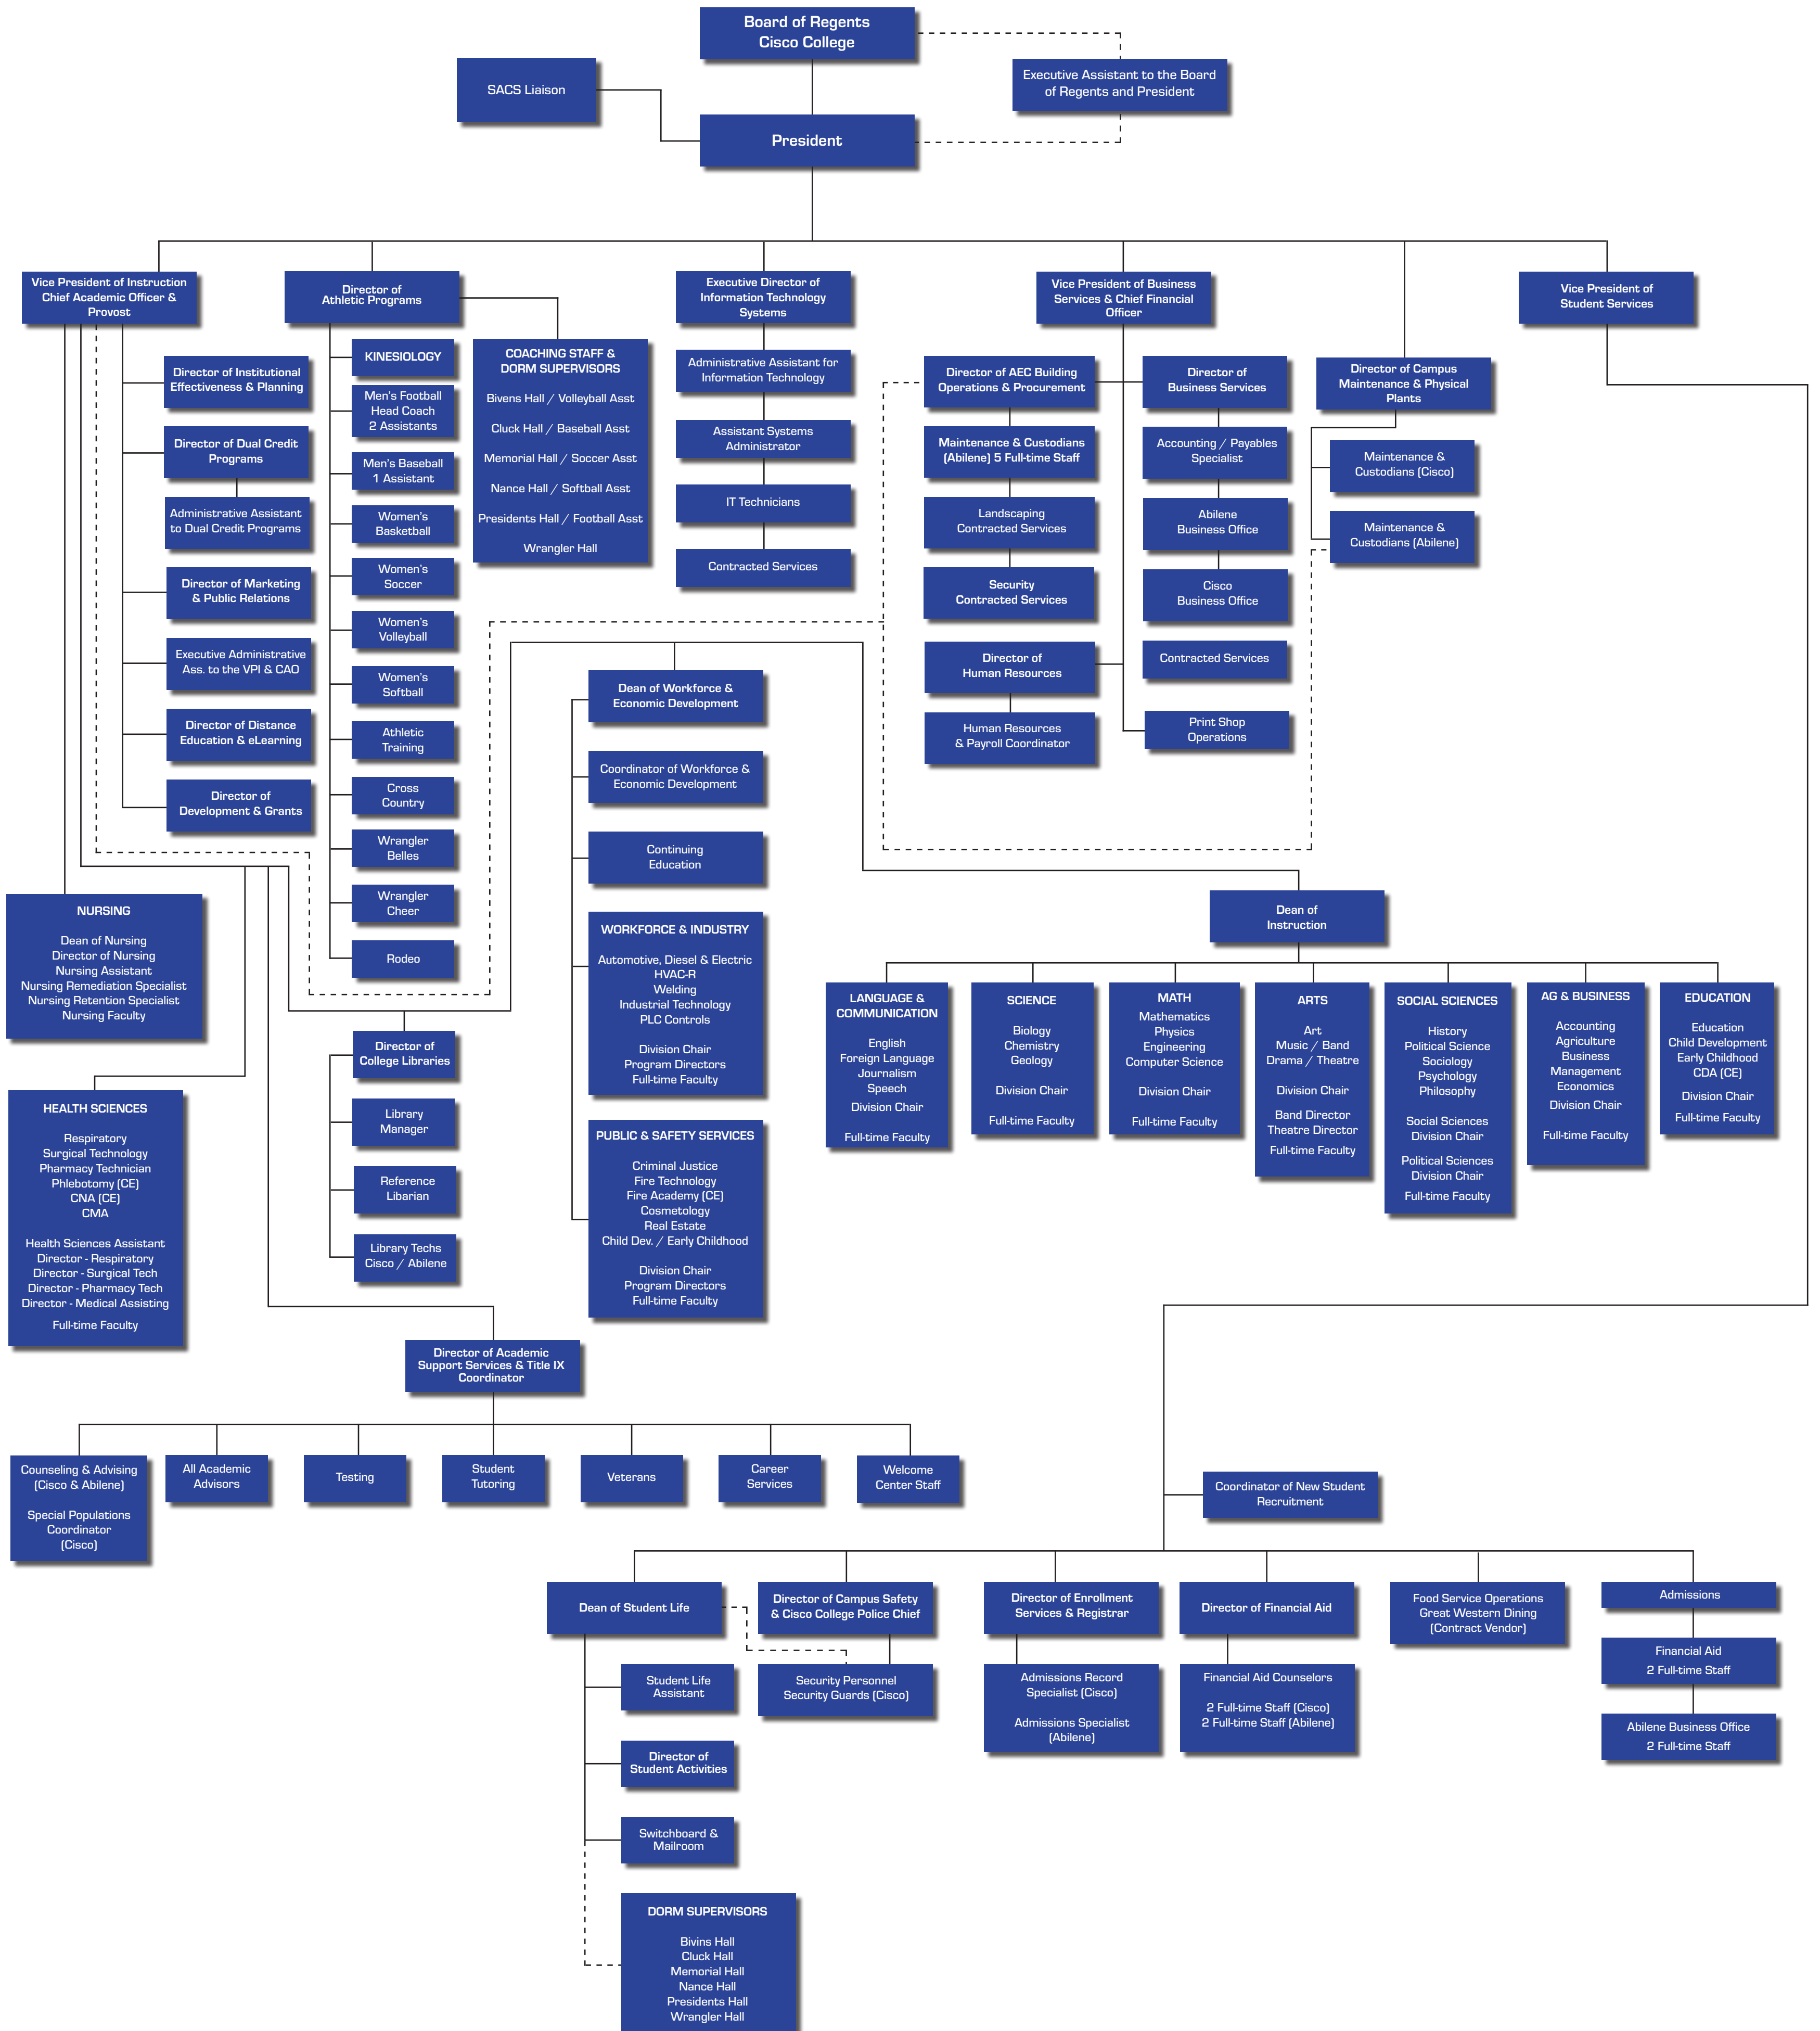 Board of Regents
Cisco College
Executive Assistant to the Board
of Regents and President
SACS Liaison
President
Vice President of Instruction
Chief Academic Officer &
Provost
Director of
Athletic Programs
Executive Director of
Information Technology
Systems
Vice President of Business
Services & Chief Financial
Officer
Vice President of
Student Services
Director of Institutional
Effectiveness & Planning
Director of Dual Credit
Programs
Administrative Assistant
to Dual Credit Programs
Director of Marketing
& Public Relations
Executive Administrative
Ass. to the VPI & CAO
Director of Distance
Education & eLearning
Director of
Development & Grants
KINESIOLOGY
Men's Football
Head Coach
2 Assistants
Men's Baseball
1 Assistant
Women's
Basketball
Women's
Soccer
Women's
Volleyball
Women's
Softball
Athletic
Training
Cross
Country
Wrangler
Belles
Wrangler
Cheer
Rodeo
COACHING STAFF &
DORM SUPERVISORS
Bivens Hall / Volleyball Asst
Cluck Hall / Baseball Asst
Memorial Hall / Soccer Asst
Nance Hall / Softball Asst
Presidents Hall / Football Asst
Wrangler Hall
Administrative Assistant for
Information Technology
Assistant Systems
Administrator
IT Technicians
Contracted Services
Director of AEC Building
Operations & Procurement
Maintenance & Custodians
(Abilene) 5 Full-time Staff
Landscaping
Contracted Services
Security
Contracted Services
Director of
Human Resources
Human Resources
& Payroll Coordinator
Director of
Business Services
Accounting / Payables
Specialist
Abilene
Business Office
Cisco
Business Office
Contracted Services
Print Shop
Operations
Director of Campus
Maintenance & Physical
Plants
Maintenance &
Custodians (Cisco)
Maintenance &
Custodians (Abilene)
Dean of Workforce &
Economic Development
Coordinator of Workforce &
Economic Development
Continuing
Education
WORKFORCE & INDUSTRY
Automotive, Diesel & Electric
HVAC-R
Welding
Industrial Technology
PLC Controls
Division Chair
Program Directors
Full-time Faculty
PUBLIC & SAFETY SERVICES
Criminal Justice
Fire Technology
Fire Academy (CE)
Cosmetology
Real Estate
Child Dev. / Early Childhood
Division Chair
Program Directors
Full-time Faculty
NURSING
Dean of Nursing
Director of Nursing
Nursing Assistant
Nursing Remediation Specialist
Nursing Retention Specialist
Nursing Faculty
HEALTH SCIENCES
Respiratory
Surgical Technology
Pharmacy Technician
Phlebotomy (CE)
CNA (CE)
CMA
Health Sciences Assistant
Director - Respiratory
Director - Surgical Tech
Director - Pharmacy Tech
Director - Medical Assisting
Full-time Faculty
Director of
College Libraries
Library
Manager
Reference
Libarian
Library Techs
Cisco / Abilene
Dean of
Instruction
LANGUAGE &
COMMUNICATION
English
Foreign Language
Journalism
Speech
Division Chair
Full-time Faculty
SCIENCE
Biology
Chemistry
Geology
Division Chair
Full-time Faculty
MATH
Mathematics
Physics
Engineering
Computer Science
Division Chair
Full-time Faculty
ARTS
Art
Music / Band
Drama / Theatre
Division Chair
Band Director
Theatre Director
Full-time Faculty
SOCIAL SCIENCES
History
Political Science
Sociology
Psychology
Philosophy
Social Sciences
Division Chair
Political Sciences
Division Chair
Full-time Faculty
AG & BUSINESS
Accounting
Agriculture
Business
Management
Economics
Division Chair
Full-time Faculty
EDUCATION
Education
Child Development
Early Childhood
CDA (CE)
Division Chair
Full-time Faculty
Director of Academic
Support Services & Title IX
Coordinator
Counseling & Advising
(Cisco & Abilene)
Special Populations
Coordinator
(Cisco)
All Academic
Advisors
Testing
Student
Tutoring
Veterans
Career
Services
Welcome
Center Staff
Coordinator of New Student
Recruitment
Dean of Student Life
Student Life
Assistant
Director of
Student Activities
Switchboard &
Mailroom
DORM SUPERVISORS
Bivins Hall
Cluck Hall
Memorial Hall
Nance Hall
Presidents Hall
Wrangler Hall
Director of Campus Safety
& Cisco College Police Chief
Security Personnel
Security Guards (Cisco)
Director of Enrollment
Services & Registrar
Admissions Record
Specialist (Cisco)
Admissions Specialist
(Abilene)
Director of Financial Aid
Financial Aid Counselors
2 Full-time Staff (Cisco)
2 Full-time Staff (Abilene)
Food Service Operations
Great Western Dining
(Contract Vendor)
Admissions
Financial Aid
2 Full-time Staff
Abilene Business Office
2 Full-time Staff